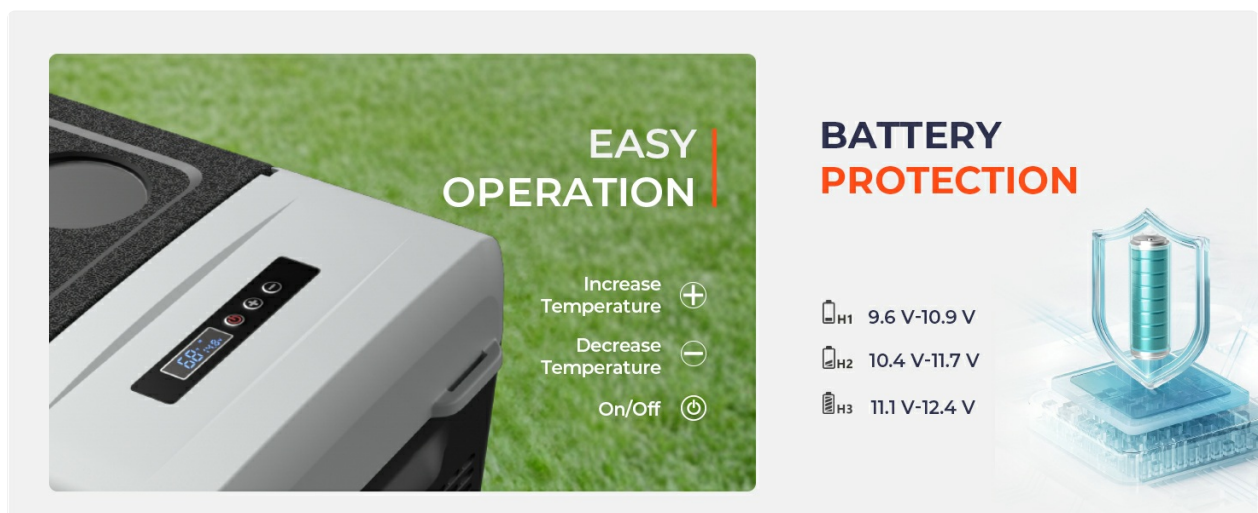 EASY
OPERATION
Increase
Temperature
Decrease
Temperature
On/Off
BATTERY
PROTECTION
H1 9.6 V-10.9 V
H2 10.4 V-11.7 V
H3 11.1 V-12.4 V